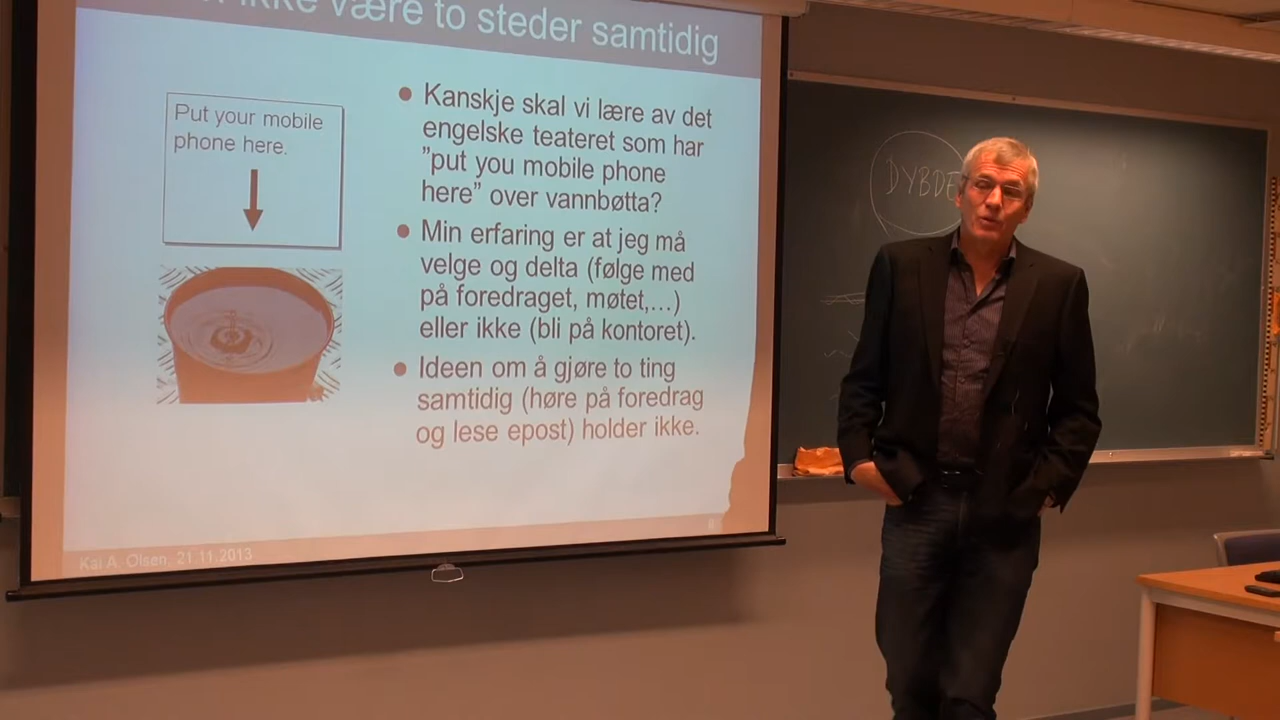 ikke være to steder samtidig
Put your mobile
phone here.
Kanskje skal vi lære av det
engelske teateret som har
”put you mobile phone
here” over vannbøtta?
Min erfaring er at jeg må
velge og delta (følge med
på foredraget, møtet,…)
eller ikke (bli på kontoret).
Ideen om å gjøre to ting
samtidig (høre på foredrag
og lese epost) holder ikke.
Kai A. Olsen, 21.11.2013
8
DYBDE